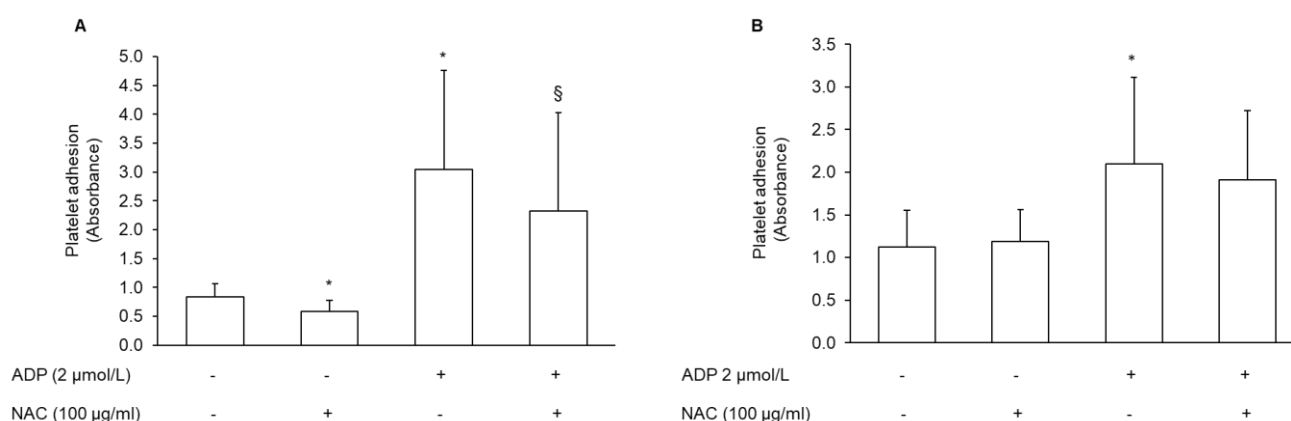 A
Platelet adhesion
(Absorbance)
5.0
4.5
4.0
3.5
3.0
2.5
2.0
1.5
1.0
0.5
0.0
*
*
§
ADP (2 µmol/L) - - + +
NAC (100 µg/ml) - + - +
B
Platelet adhesion
(Absorbance)
3.5
3.0
2.5
2.0
1.5
1.0
0.5
0.0
*
ADP 2 µmol/L - - + +
NAC (100 µg/ml) - + - +